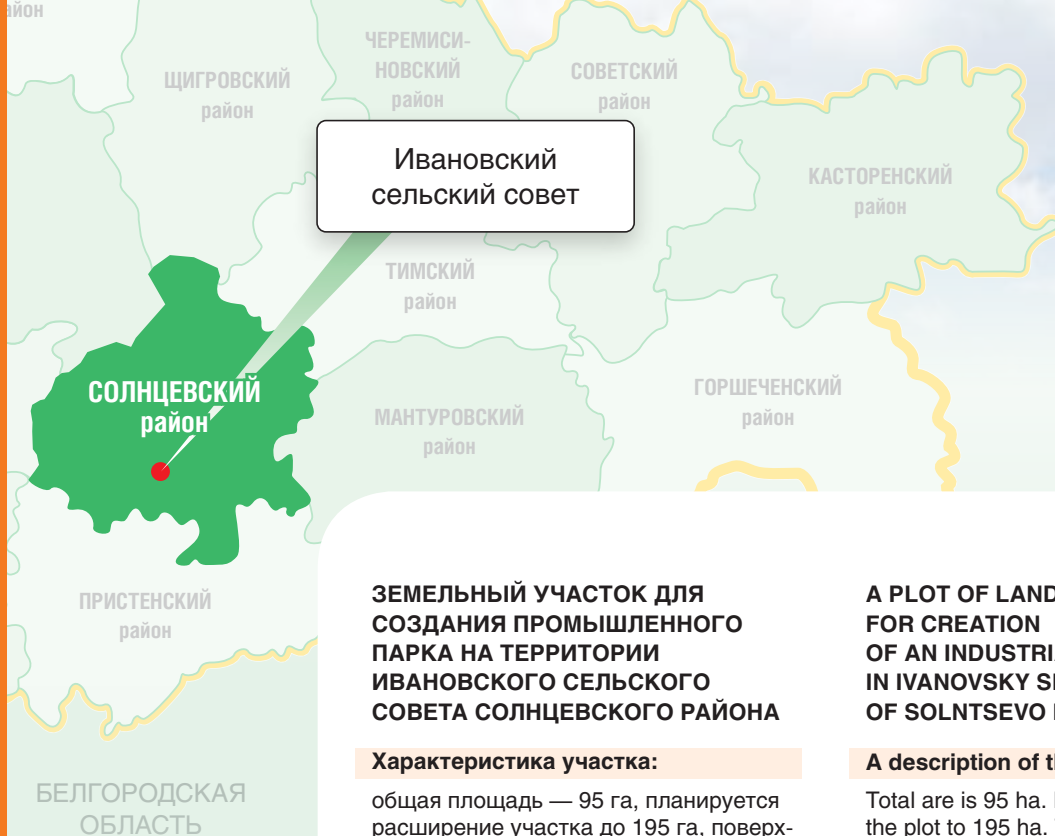 ЧЕРЕМИСИ-
НОВСКИЙ
район
ЩИГРОВСКИЙ
район
СОВЕТСКИЙ
район
Ивановский
сельский совет
КАСТОРЕНСКИЙ
район
ТИМСКИЙ
район
СОЛНЦЕВСКИЙ
район
МАНТУРОВСКИЙ
район
ГОРШЕЧЕНСКИЙ
район
ПРИСТЕНСКИЙ
район
БЕЛГОРОДСКАЯ
ОБЛАСТЬ
ЗЕМЕЛЬНЫЙ УЧАСТОК ДЛЯ
СОЗДАНИЯ ПРОМЫШЛЕННОГО
ПАРКА НА ТЕРРИТОРИИ
ИВАНОВСКОГО СЕЛЬСКОГО
СОВЕТА СОЛНЦЕВСКОГО РАЙОНА
Характеристика участка:
общая площадь — 95 га, планируется
расширение участка до 195 га, поверх-
A PLOT OF LAND
FOR CREATION
OF AN
IN IVANOVSKY
OF SOLNTSEVO
A description of
Total are is 95 ha.
the plot to 195 ha.